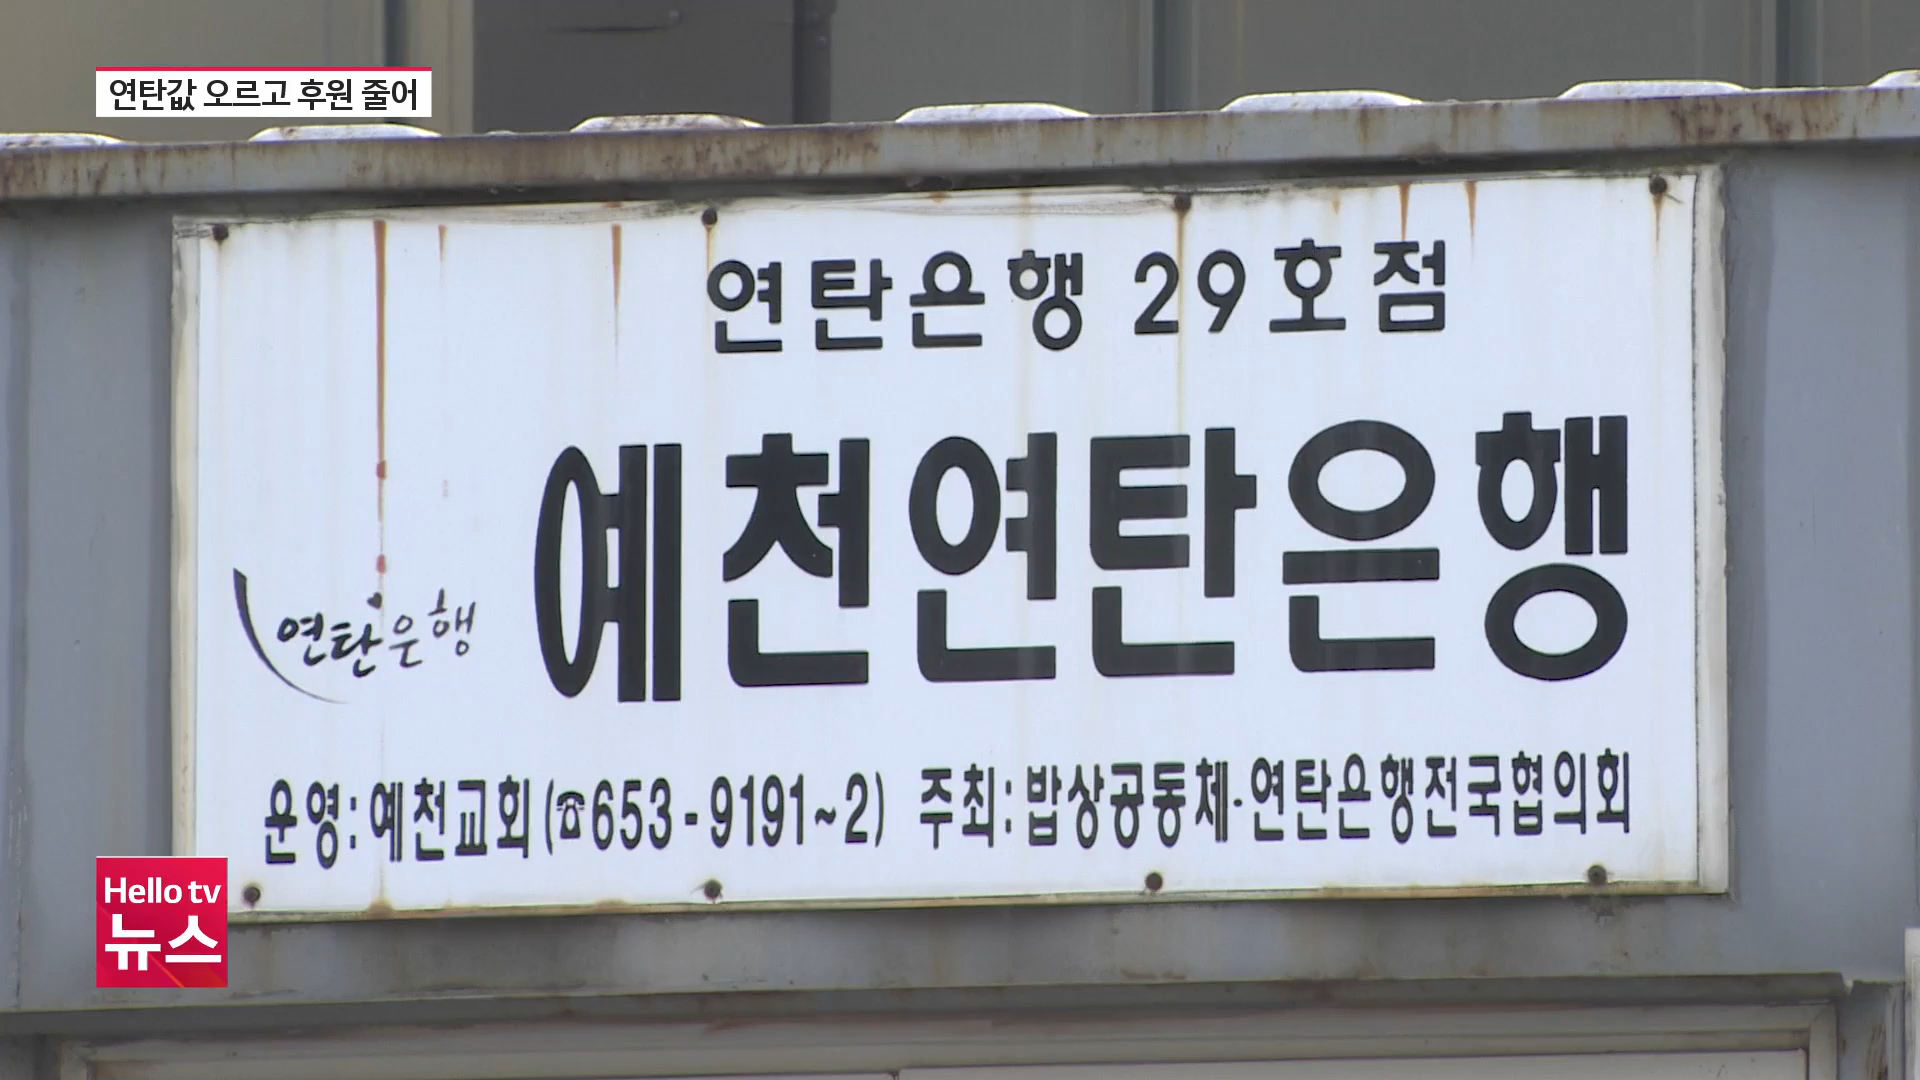 연탄값 오르고 후원 줄어
연탄은행 29호점
예천연탄은행
연탄은행
운영: 예천교회(☎653-9191~2) 주최: 밥상공동체·연탄은행전국협의회
Hello tv
뉴스